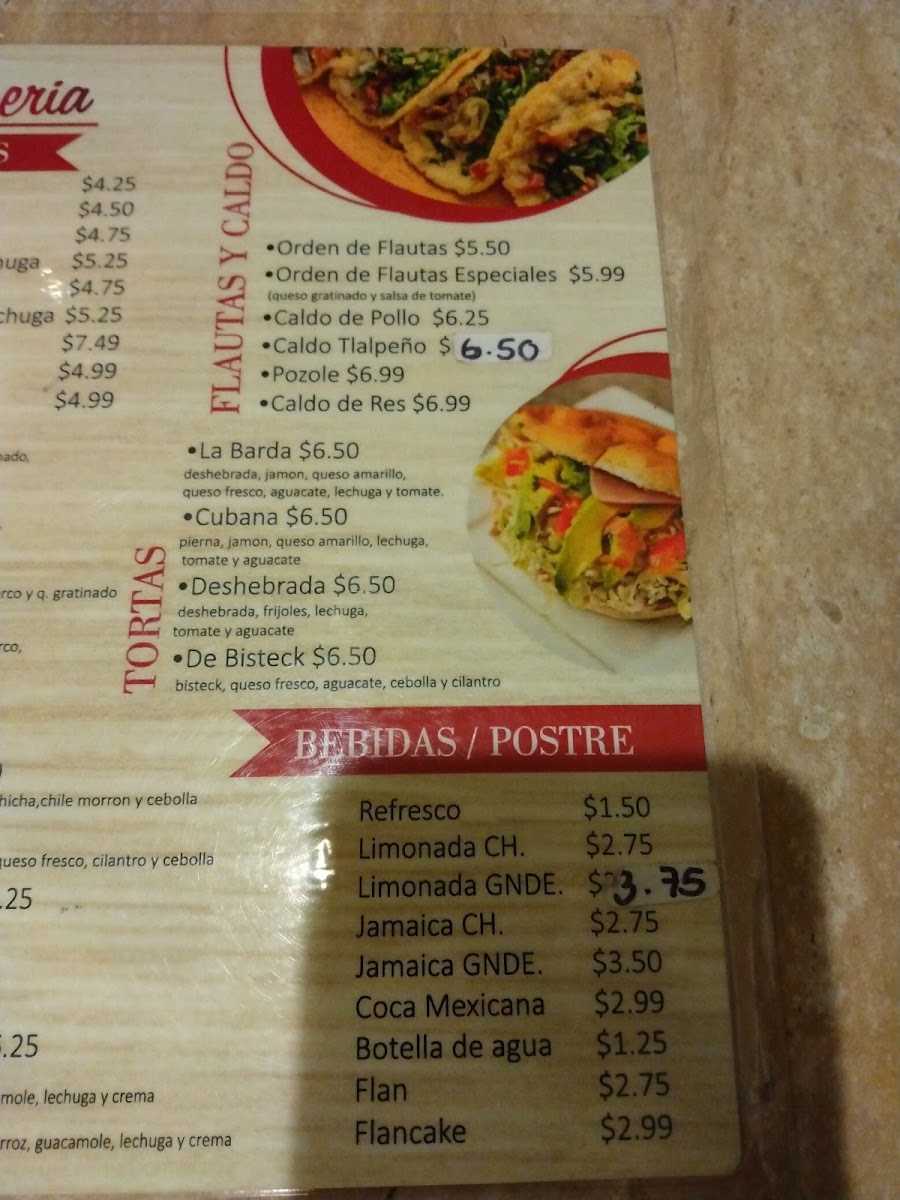 eria
S
$4.25
$4.50
$4.75
huga $5.25
$4.75
chuga $5.25
$7.49
$4.99
$4.99
ado,
rco y q. gratinado
rco,
hicha,chile morron y cebolla
queso fresco, cilantro y cebolla
.25
.25
mole, lechuga y crema
rroz, guacamole, lechuga y crema
FLAUTAS Y CALDO
•Orden de Flautas $5.50
•Orden de Flautas Especiales $5.99
(queso gratinado y salsa de tomate)
•Caldo de Pollo $6.25
•Caldo Tlalpeño $6.50
•Pozole $6.99
•Caldo de Res $6.99
TORTAS
•La Barda $6.50
deshebrada, jamon, queso amarillo,
queso fresco, aguacate, lechuga y tomate.
•Cubana $6.50
pierna, jamon, queso amarillo, lechuga,
tomate y aguacate
•Deshebrada $6.50
deshebrada, frijoles, lechuga,
tomate y aguacate
•De Bisteck $6.50
bisteck, queso fresco, aguacate, cebolla y cilantro
BEBIDAS / POSTRE
Refresco $1.50
Limonada CH. $2.75
Limonada GNDE. $3.75
Jamaica CH. $2.75
Jamaica GNDE. $3.50
Coca Mexicana $2.99
Botella de agua $1.25
Flan $2.75
Flancake $2.99